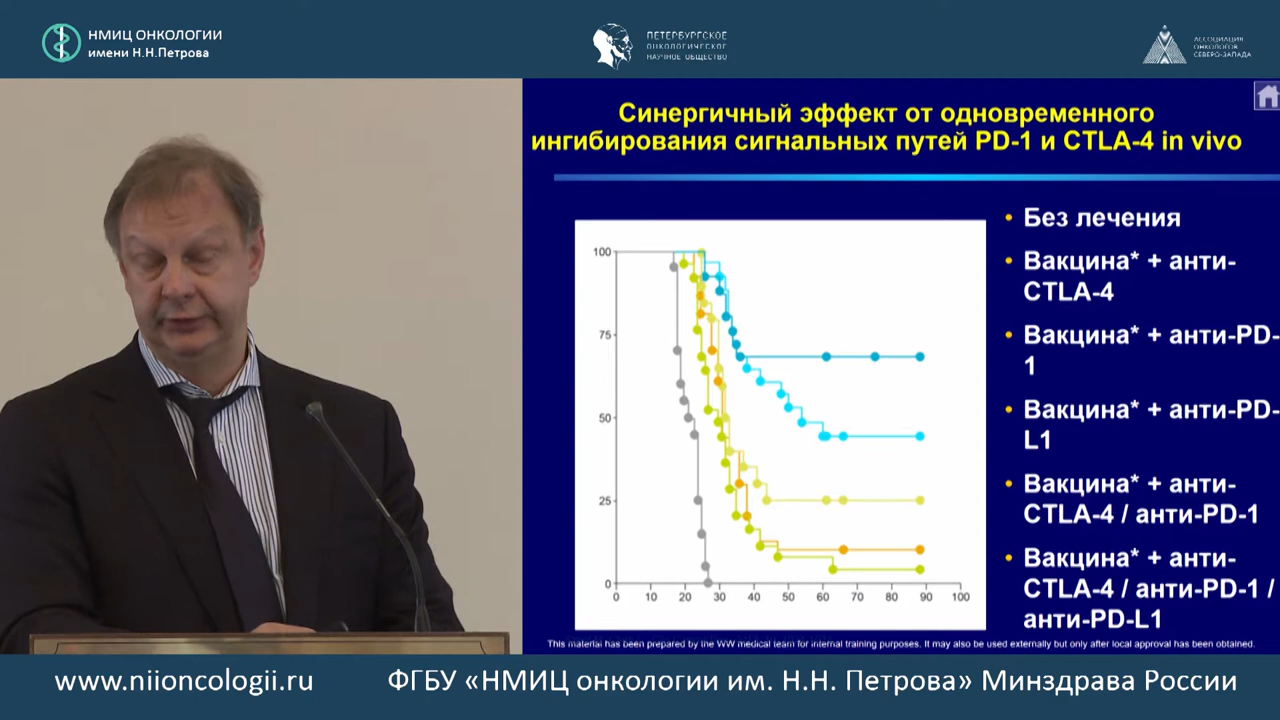 НМИЦ ОНКОЛОГИИ
имени Н.Н.Петрова
ПЕТЕРБУРГСКОЕ
ОНКОЛОГИЧЕСКОЕ
НАУЧНОЕ ОБЩЕСТВО
АССОЦИАЦИЯ
ОНКОЛОГОВ
СЕВЕРО-ЗАПАДА
Синергичный эффект от одновременного
ингибирования сигнальных путей PD-1 и CTLA-4 in vivo
100
75
50
25
0
0 10 20 30 40 50 60 70 80 90 100
• Без лечения
• Вакцина* + анти-
CTLA-4
• Вакцина* + анти-PD-
1
• Вакцина* + анти-PD-
L1
• Вакцина* + анти-
CTLA-4 / анти-PD-1
• Вакцина* + анти-
CTLA-4 / анти-PD-1 /
анти-PD-L1
This material has been prepared by the WW medical team for internal training purposes. It may also be used externally but only after local approval has been obtained.
www.niioncologii.ru
ФГБУ «НМИЦ онкологии им. Н.Н. Петрова» Минздрава России